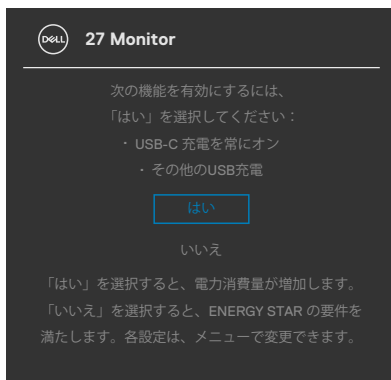 DELL 27 Monitor
次の機能を有効にするには、
「はい」を選択してください：
・USB-C 充電を常にオン
・その他のUSB充電
はい
いいえ
「はい」を選択すると、電力消費量が増加します。
「いいえ」を選択すると、ENERGY STAR の要件を
満たします。各設定は、メニューで変更できます。